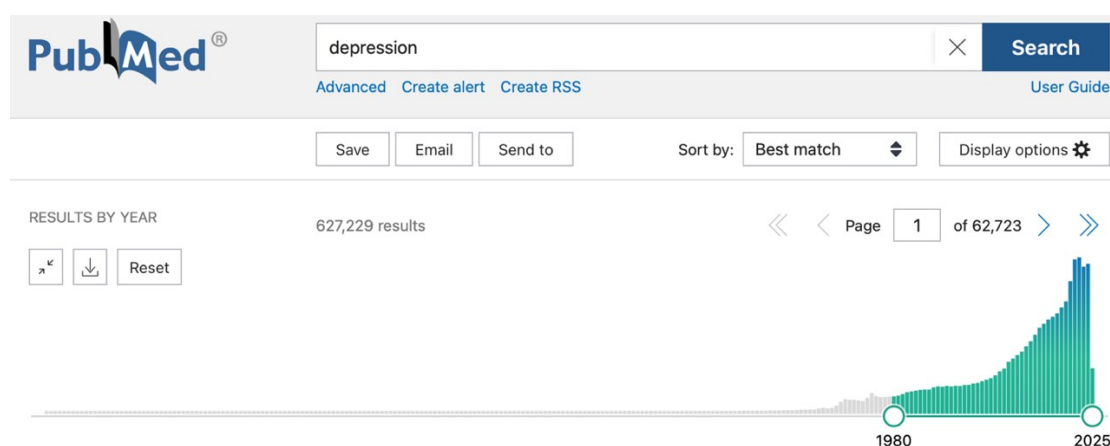 PubMed®
depression
Search
Advanced Create alert Create RSS
User Guide
Save Email Send to
Sort by: Best match
Display options
RESULTS BY YEAR
627,229 results
Page 1 of 62,723
Reset
1980 2025